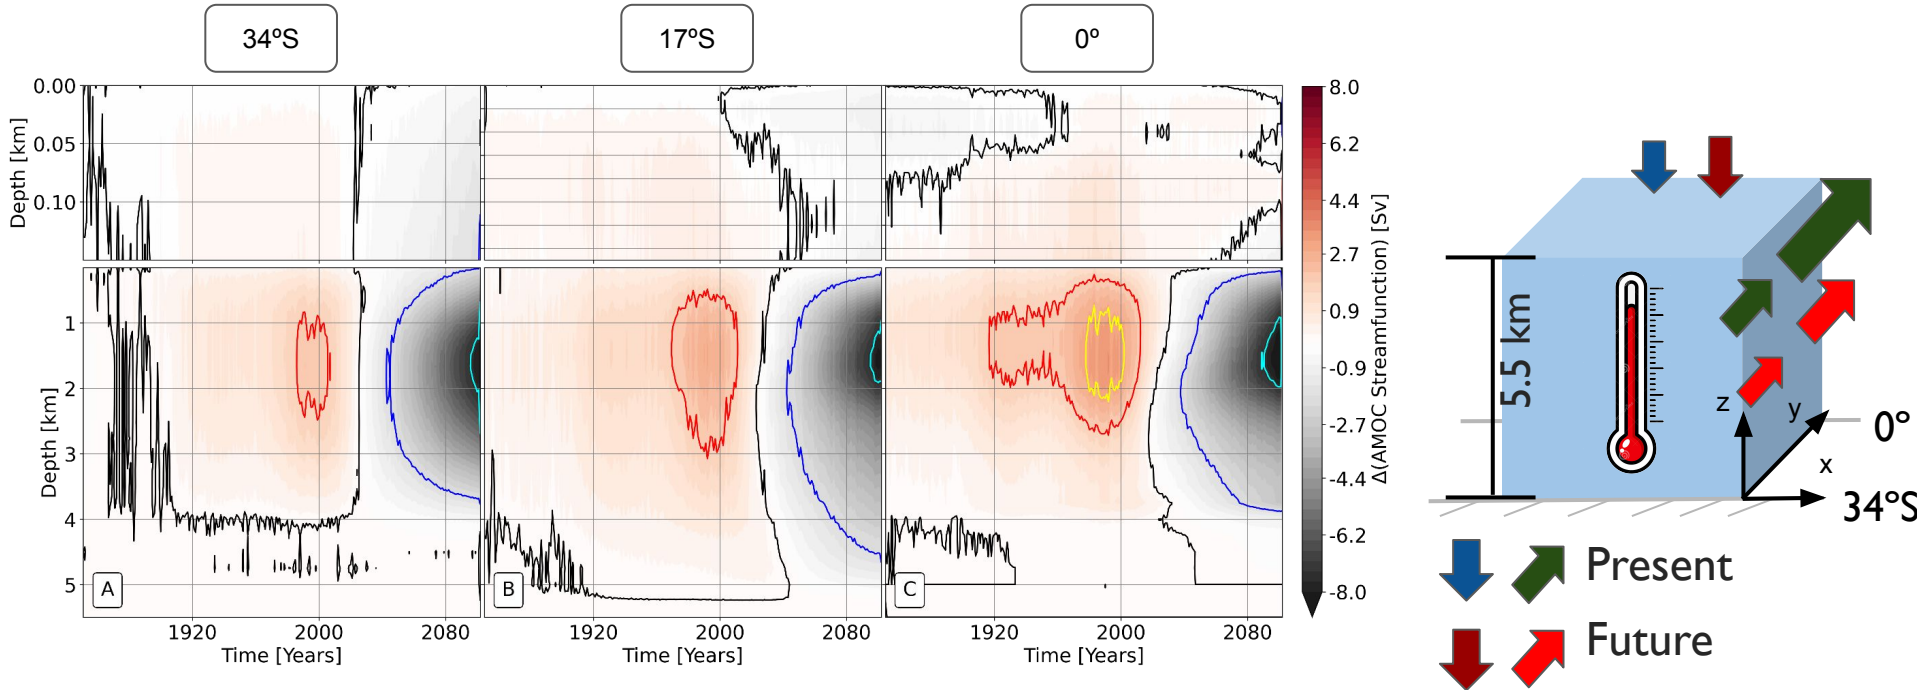 34ºS
17ºS
0º
Depth [km]
0.00
0.05
0.10
Depth [km]
1
2
3
4
5
A
B
C
1920
2000
2080
1920
2000
2080
1920
2000
2080
Time [Years]
Time [Years]
Time [Years]
8.0
6.2
4.4
2.7
0.9
-0.9
-2.7
-4.4
-6.2
-8.0
Δ(AMOC Streamfunction) [Sv]
5.5 km
z
y
x
0º
34ºS
Present
Future